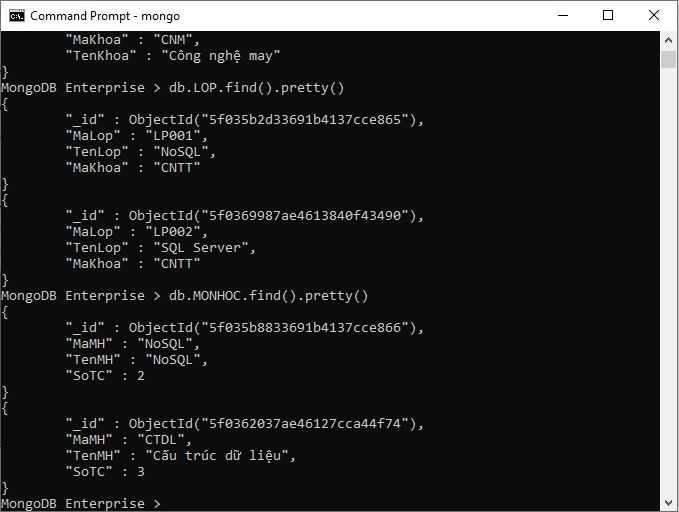 Command Prompt - mongo
"MaKhoa" : "CNM",
"TenKhoa" : "Công nghệ may"
}
MongoDB Enterprise > db.LOP.find().pretty()
{
"_id" : ObjectId("5f035b2d33691b4137cce865"),
"MaLop" : "LP001",
"TenLop" : "NoSQL",
"MaKhoa" : "CNTT"
}
{
"_id" : ObjectId("5f0369987ae4613840f43490"),
"MaLop" : "LP002",
"TenLop" : "SQL Server",
"MaKhoa" : "CNTT"
}
MongoDB Enterprise > db.MONHOC.find().pretty()
{
"_id" : ObjectId("5f035b8833691b4137cce866"),
"MaMH" : "NoSQL",
"TenMH" : "NoSQL",
"SoTC" : 2
}
{
"_id" : ObjectId("5f0362037ae46127cca44f74"),
"MaMH" : "CTDL",
"TenMH" : "Cấu trúc dữ liệu",
"SoTC" : 3
}
MongoDB Enterprise >